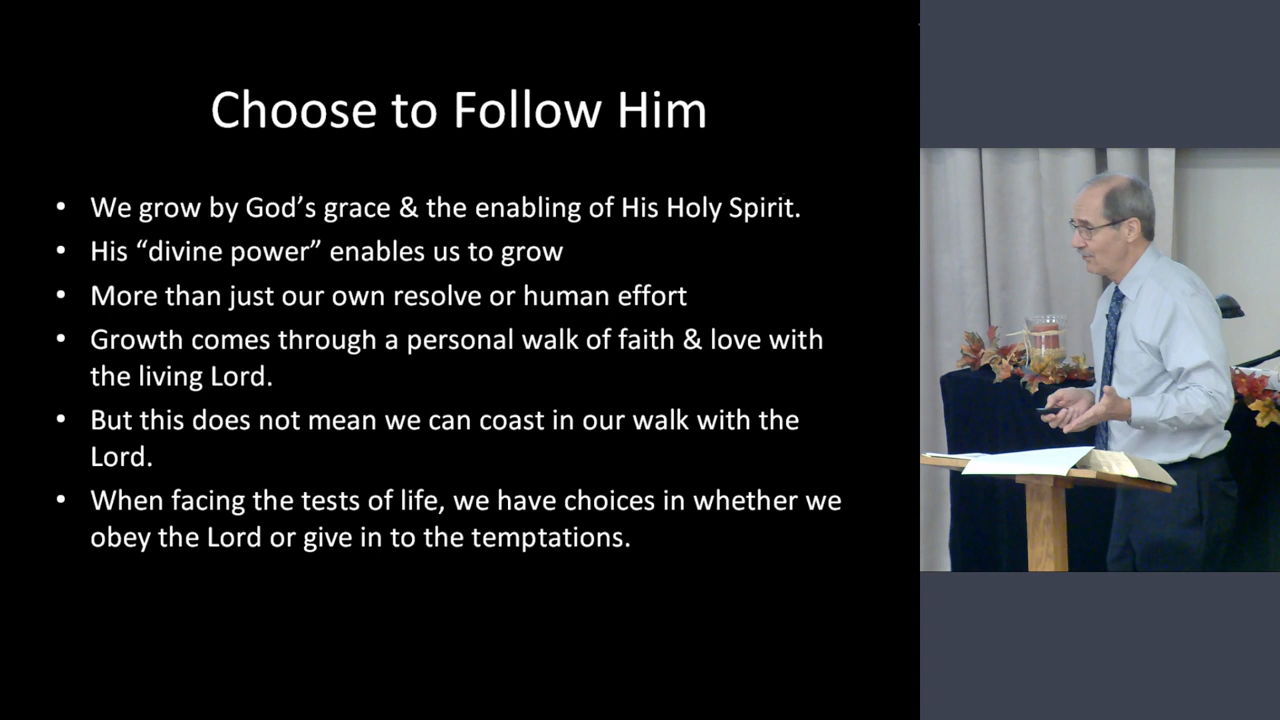 Choose to Follow Him
• We grow by God’s grace & the enabling of His Holy Spirit.
• His “divine power” enables us to grow
• More than just our own resolve or human effort
• Growth comes through a personal walk of faith & love with
the living Lord.
• But this does not mean we can coast in our walk with the
Lord.
• When facing the tests of life, we have choices in whether we
obey the Lord or give in to the temptations.